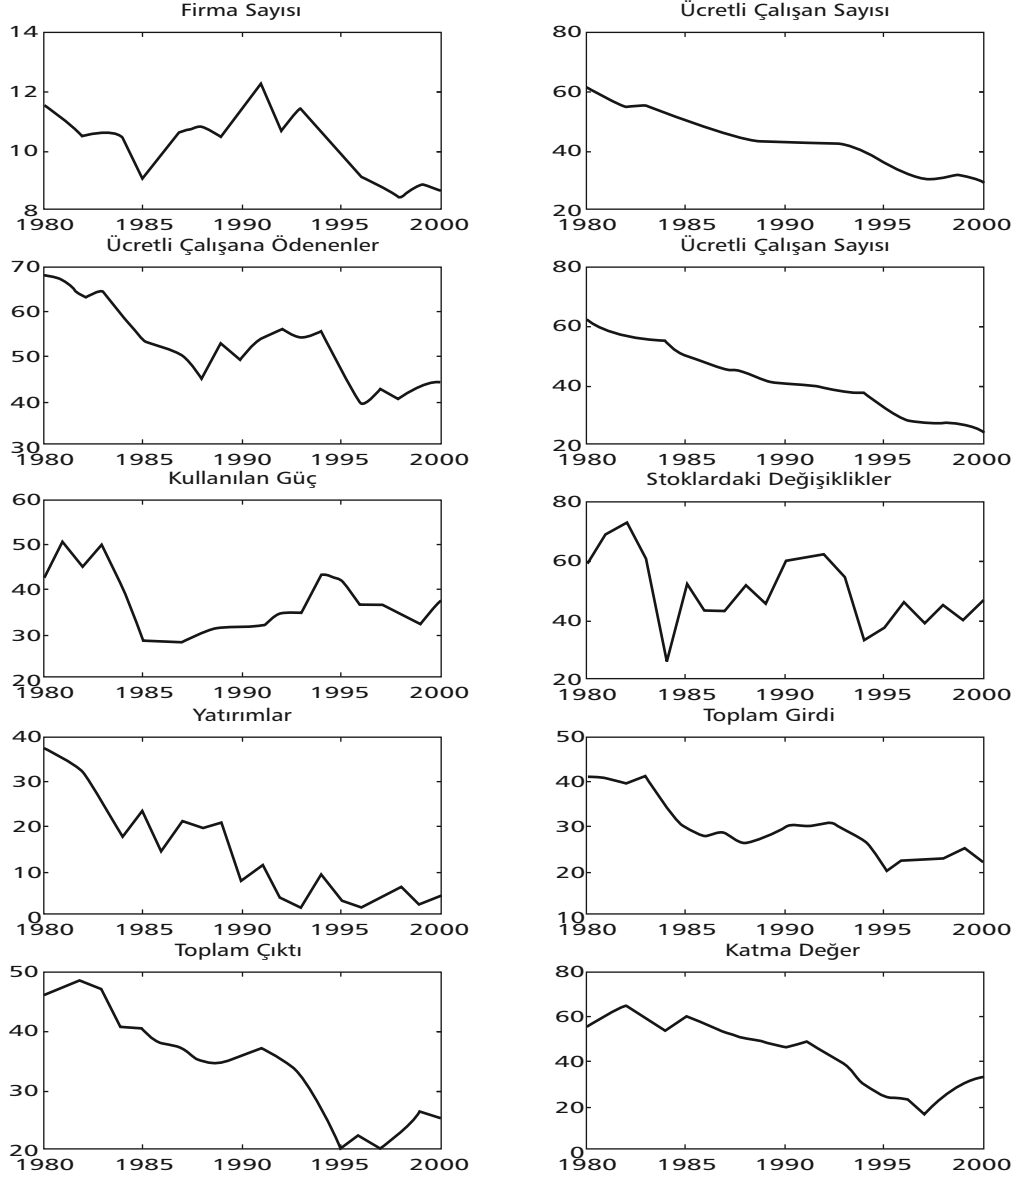 Firma Sayısı
14
12
10
8
1980 1985 1990 1995 2000
Ücretli Çalışan Sayısı
80
60
40
20
1980 1985 1990 1995 2000
Ücretli Çalışana Ödenenler
70
60
50
40
30
1980 1985 1990 1995 2000
Ücretli Çalışan Sayısı
80
60
40
20
1980 1985 1990 1995 2000
Kullanılan Güç
60
50
40
30
20
1980 1985 1990 1995 2000
Stoklardaki Değişiklikler
80
60
40
20
1980 1985 1990 1995 2000
Yatırımlar
40
30
20
10
0
1980 1985 1990 1995 2000
Toplam Girdi
50
40
30
20
10
1980 1985 1990 1995 2000
Toplam Çıktı
50
40
30
20
1980 1985 1990 1995 2000
Katma Değer
80
60
40
20
0
1980 1985 1990 1995 2000